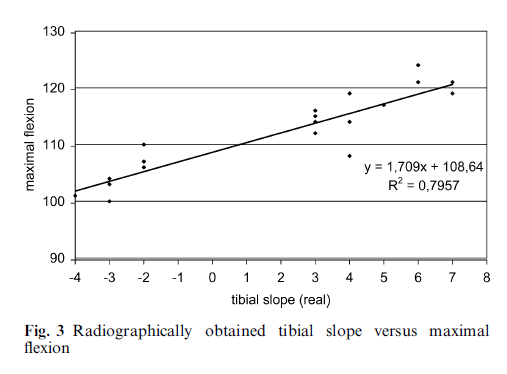 130
120
110
100
90
maximal flexion
y = 1,709x + 108,64
R² = 0,7957
-4 -3 -2 -1 0 1 2 3 4 5 6 7 8
tibial slope (real)
Fig. 3 Radiographically obtained tibial slope versus maximal
flexion